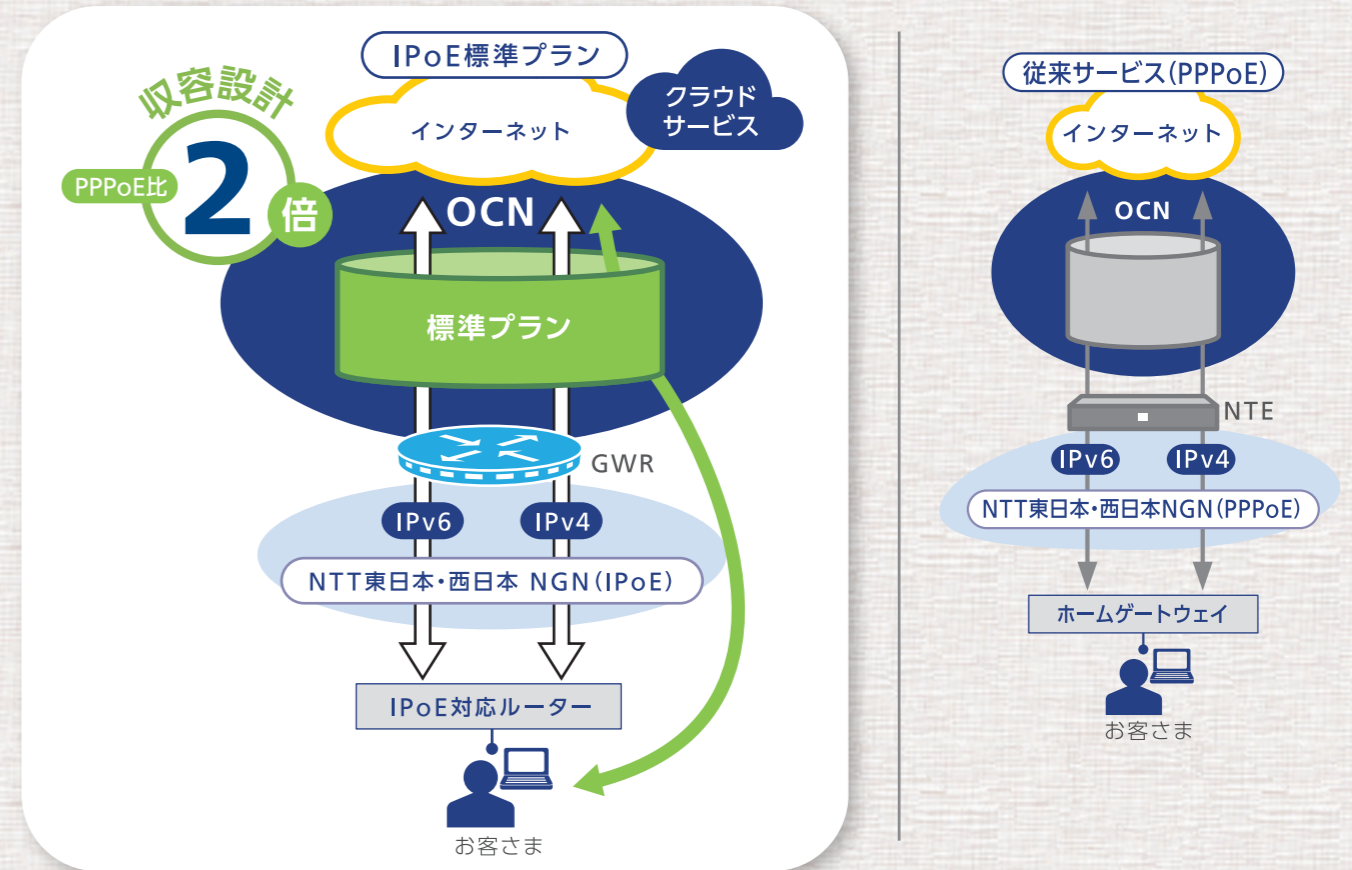 IPoE標準プラン
クラウド
サービス
インターネット
収容設計
PPPoE比
2
倍
OCN
標準プラン
GWR
IPv6
IPv4
NTT東日本・西日本 NGN(IPoE)
IPoE対応ルーター
お客さま
従来サービス(PPPoE)
インターネット
OCN
NTE
IPv6
IPv4
NTT東日本・西日本NGN(PPPoE)
ホームゲートウェイ
お客さま